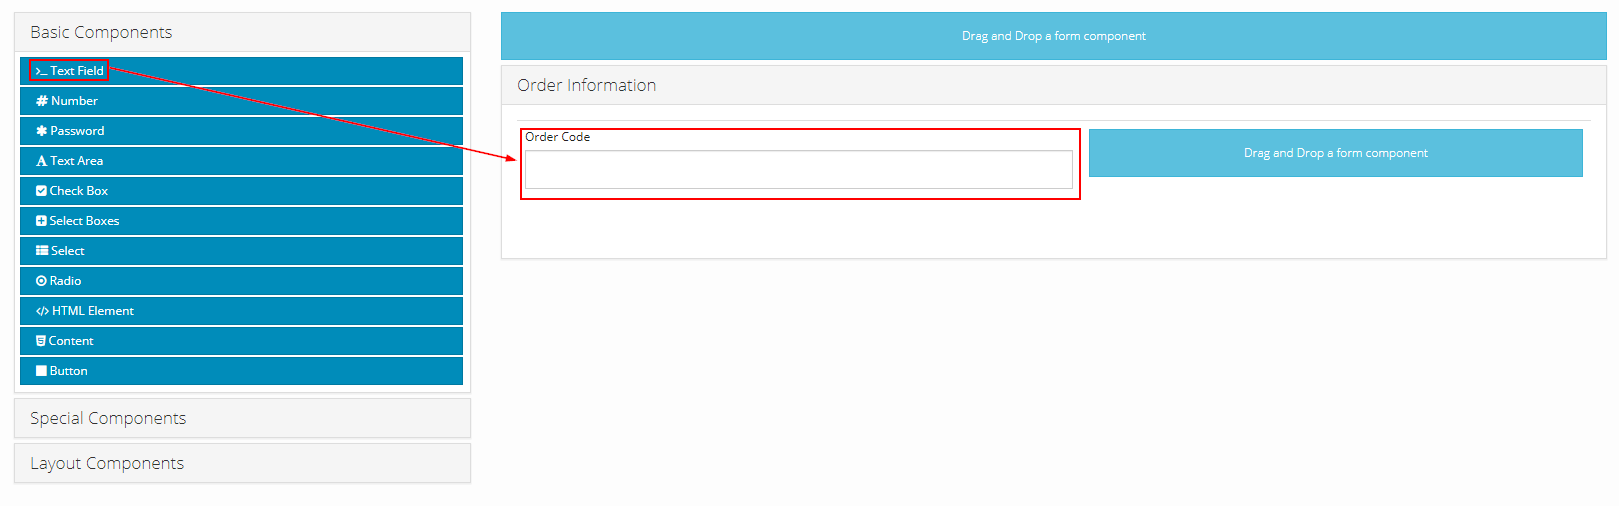 Basic Components
Text Field
Number
Password
Text Area
Check Box
Select Boxes
Select
Radio
HTML Element
Content
Button
Special Components
Layout Components
Drag and Drop a form component
Order Information
Order Code
Drag and Drop a form component